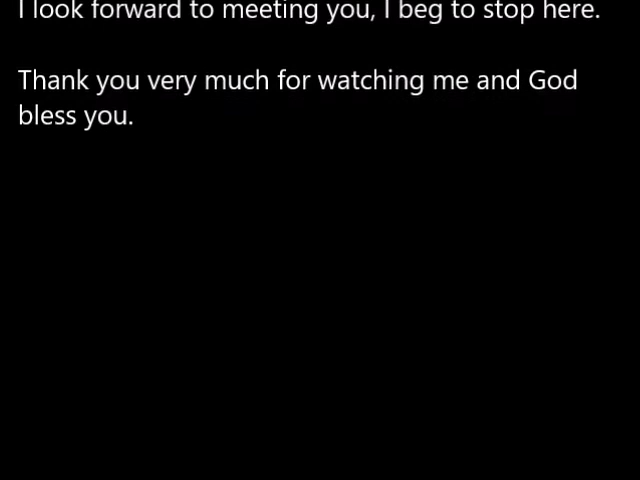 I look forward to meeting you, I beg to stop here.
Thank you very much for watching me and God
bless you.